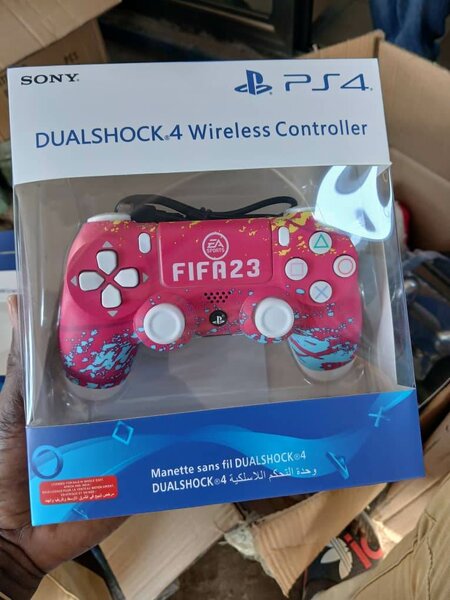 SONY
PS4
DUALSHOCK®4 Wireless Controller
EA
SPORTS
FIFA23
Manette sans fil DUALSHOCK®4
وحدة التحكم اللاسلكية DUALSHOCK®4